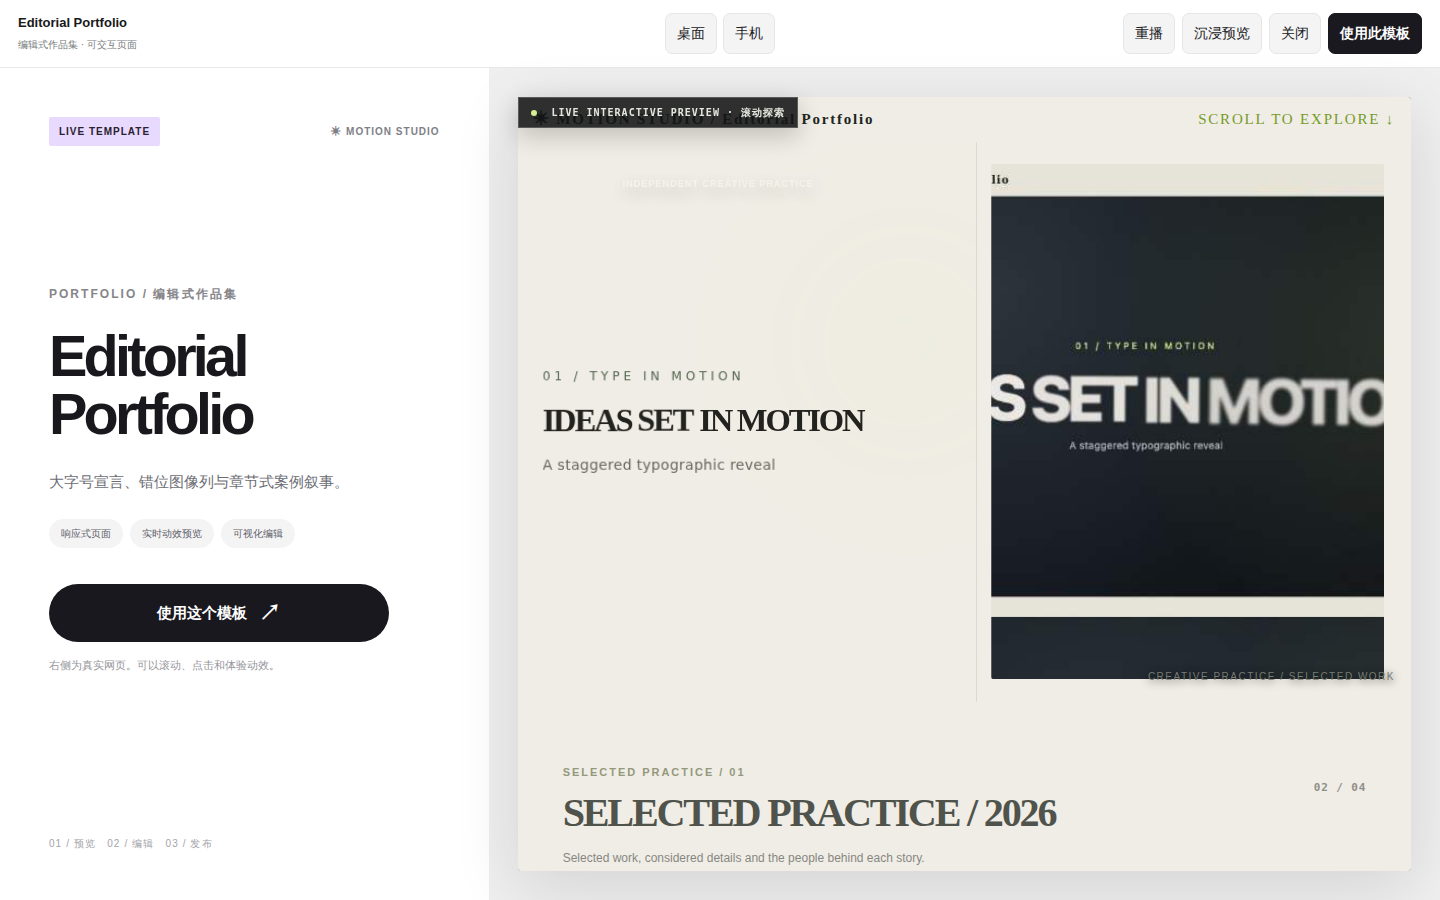 Editorial Portfolio
编辑式作品集 · 可交互页面
桌面
手机
重播
沉浸预览
关闭
使用此模板
LIVE TEMPLATE
✴ MOTION STUDIO
PORTFOLIO / 编辑式作品集
Editorial
Portfolio
大字号宣言、错位图像列与章节式案例叙事。
响应式页面
实时动效预览
可视化编辑
使用这个模板 ↗
右侧为真实网页。可以滚动、点击和体验动效。
01 / 预览 02 / 编辑 03 / 发布
LIVE INTERACTIVE PREVIEW · 滚动探索
✴ MOTION STUDIO / Editorial Portfolio
SCROLL TO EXPLORE ↓
INDEPENDENT CREATIVE PRACTICE
01 / TYPE IN MOTION
IDEAS SET IN MOTION
A staggered typographic reveal
lio
01 / TYPE IN MOTION
S SET IN MOTIO
A staggered typographic reveal
CREATIVE PRACTICE / SELECTED WORK
SELECTED PRACTICE / 01
02 / 04
SELECTED PRACTICE / 2026
Selected work, considered details and the people behind each story.